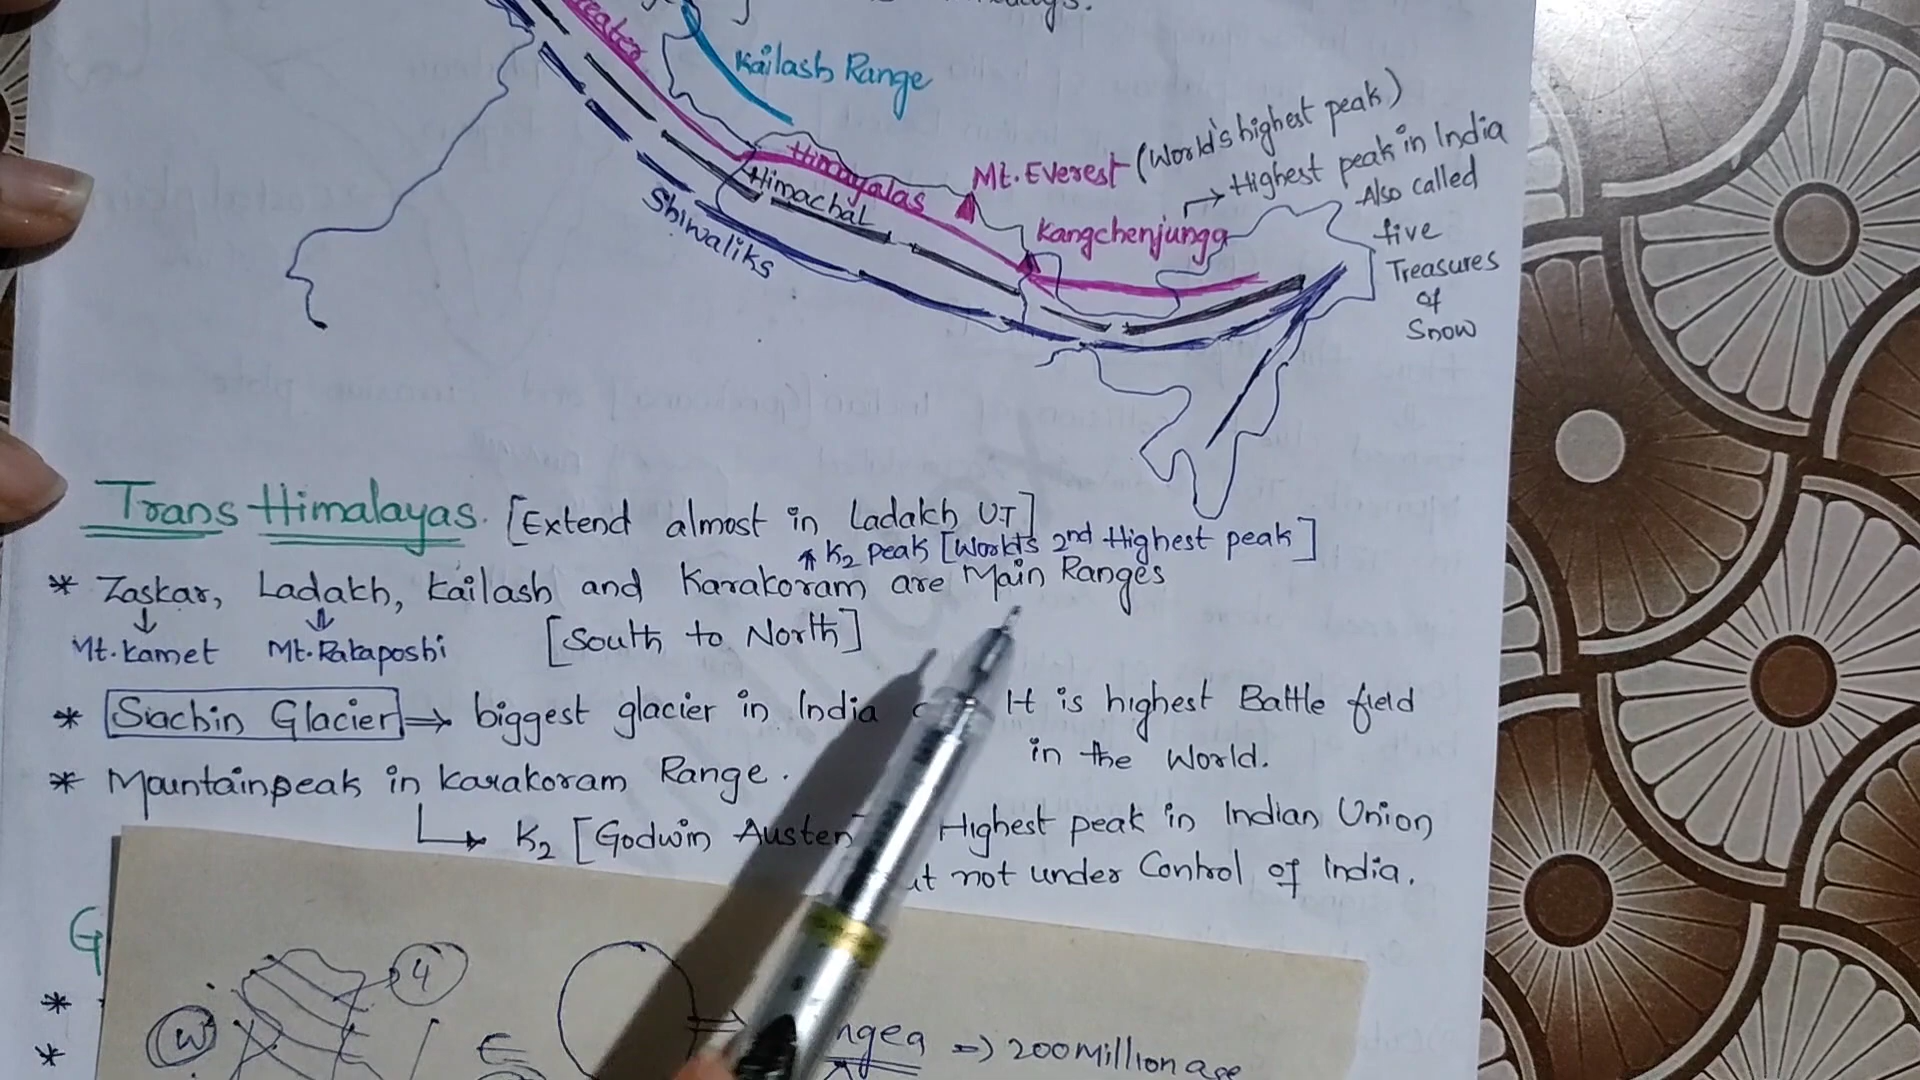 Kailash Range
Himayalas
Himachal
Shiwaliks
Mt. Everest (World's highest peak)
Kangchenjunga → Highest peak in India
Also called
five
Treasures
of
Snow
Trans Himalayas. [Extend almost in Ladakh UT]
K2 peak [World's 2nd Highest peak]
* Zaskar, Ladakh, Kailash and Karakoram are Main Ranges
Mt. Kamet Mt. Rakaposhi [South to North]
* Siachin Glacier ⇒ biggest glacier in India It is highest Battle field
in the World.
* Mountainpeak in Karakoram Range.
→ K2 [Godwin Austen Highest peak in Indian Union
not under Control of India.
G
*
*
4
W
⇒ 200 million age